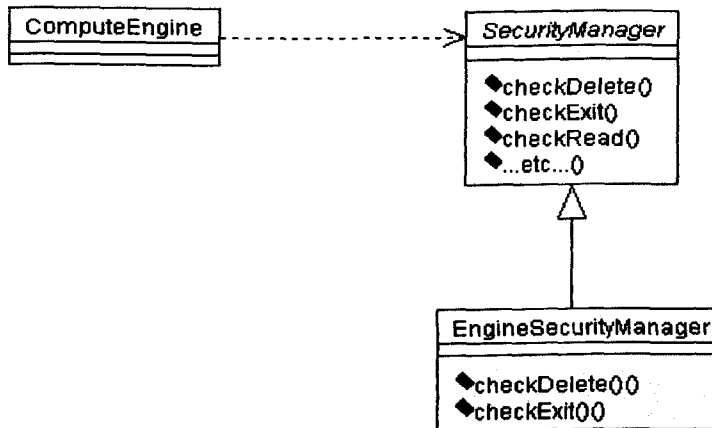 ComputeEngine
SecurityManager
checkDelete()
checkExit()
checkRead()
...etc...()
EngineSecurityManager
checkDelete()()
checkExit()()